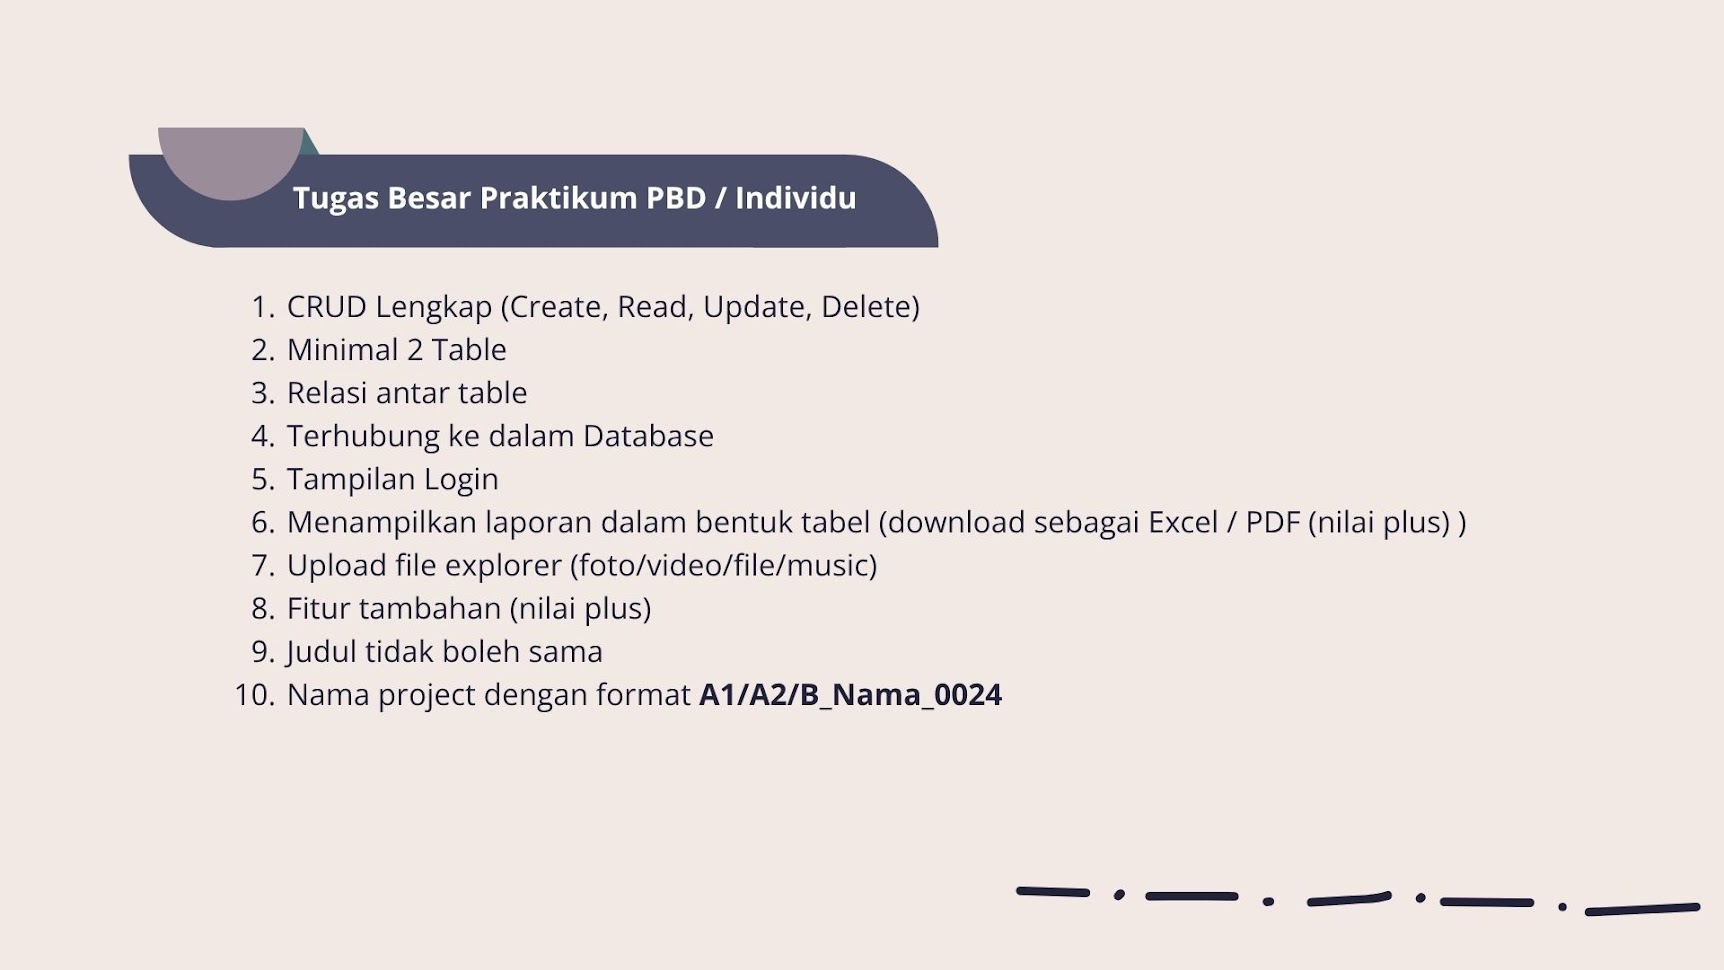 Tugas Besar Praktikum PBD / Individu
1. CRUD Lengkap (Create, Read, Update, Delete)
2. Minimal 2 Table
3. Relasi antar table
4. Terhubung ke dalam Database
5. Tampilan Login
6. Menampilkan laporan dalam bentuk tabel (download sebagai Excel / PDF (nilai plus) )
7. Upload file explorer (foto/video/file/music)
8. Fitur tambahan (nilai plus)
9. Judul tidak boleh sama
10. Nama project dengan format A1/A2/B_Nama_0024